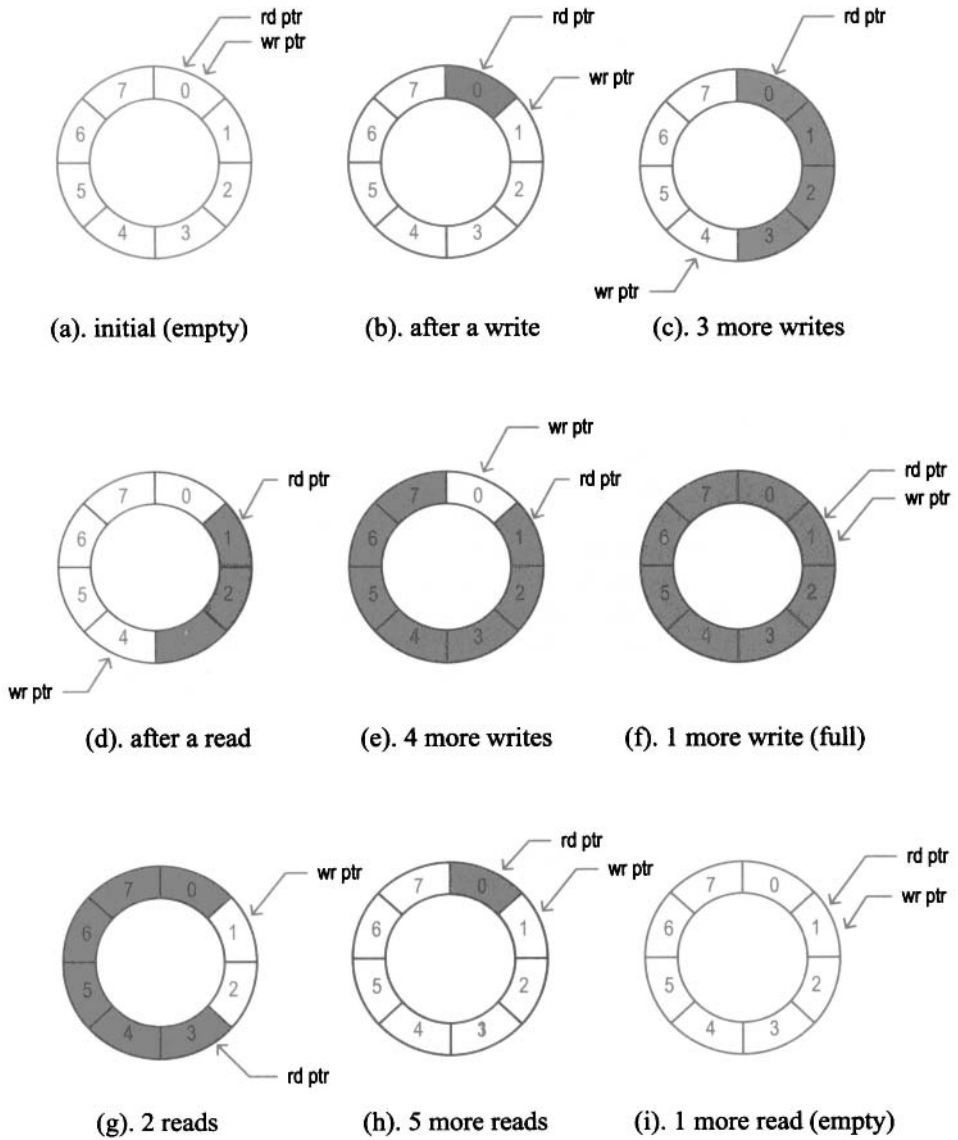 rd ptr
wr ptr
7 0
6 1
5 2
4 3
(a). initial (empty)
rd ptr
wr ptr
7 0
6 1
5 2
4 3
(b). after a write
rd ptr
7 0
6 1
5 2
4 3
wr ptr
(c). 3 more writes
rd ptr
7 0
6 1
5 2
4
wr ptr
(d). after a read
wr ptr
rd ptr
7 0
6 1
5 2
4 3
(e). 4 more writes
rd ptr
wr ptr
7 0
6 1
5 2
4 3
(f). 1 more write (full)
wr ptr
7 0
6 1
5 2
4 3
rd ptr
(g). 2 reads
rd ptr
wr ptr
7 0
6 1
5 2
4 3
(h). 5 more reads
rd ptr
wr ptr
7 0
6 1
5 2
4 3
(i). 1 more read (empty)